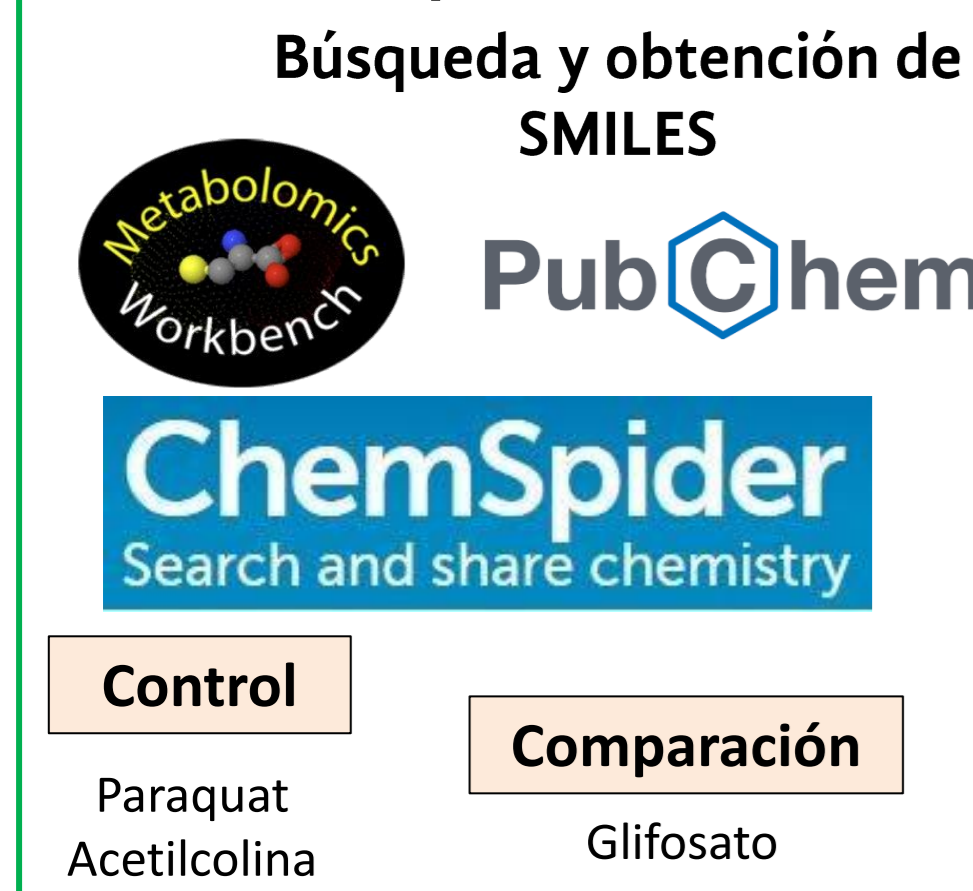 Búsqueda y obtención de
SMILES
Metabolomics
Workbench
PubChem
ChemSpider
Search and share chemistry
Control
Paraquat
Acetilcolina
Comparación
Glifosato